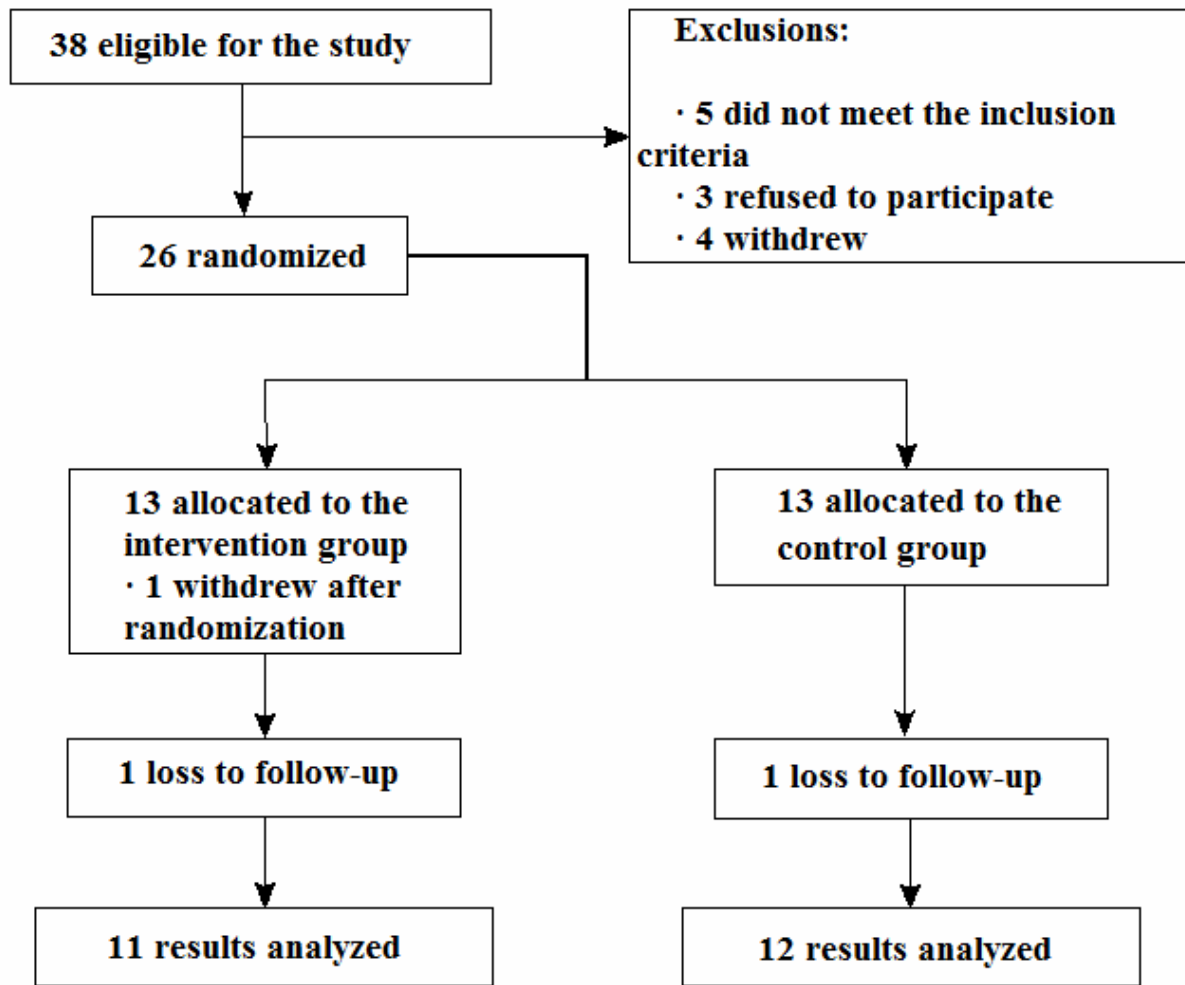 38 eligible for the study
Exclusions:
· 5 did not meet the inclusion
criteria
· 3 refused to participate
· 4 withdrew
26 randomized
13 allocated to the
intervention group
· 1 withdrew after
randomization
13 allocated to the
control group
1 loss to follow-up
1 loss to follow-up
11 results analyzed
12 results analyzed